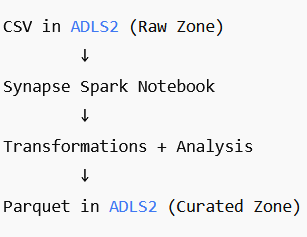 CSV in ADLS2 (Raw Zone)
↓
Synapse Spark Notebook
↓
Transformations + Analysis
↓
Parquet in ADLS2 (Curated Zone)